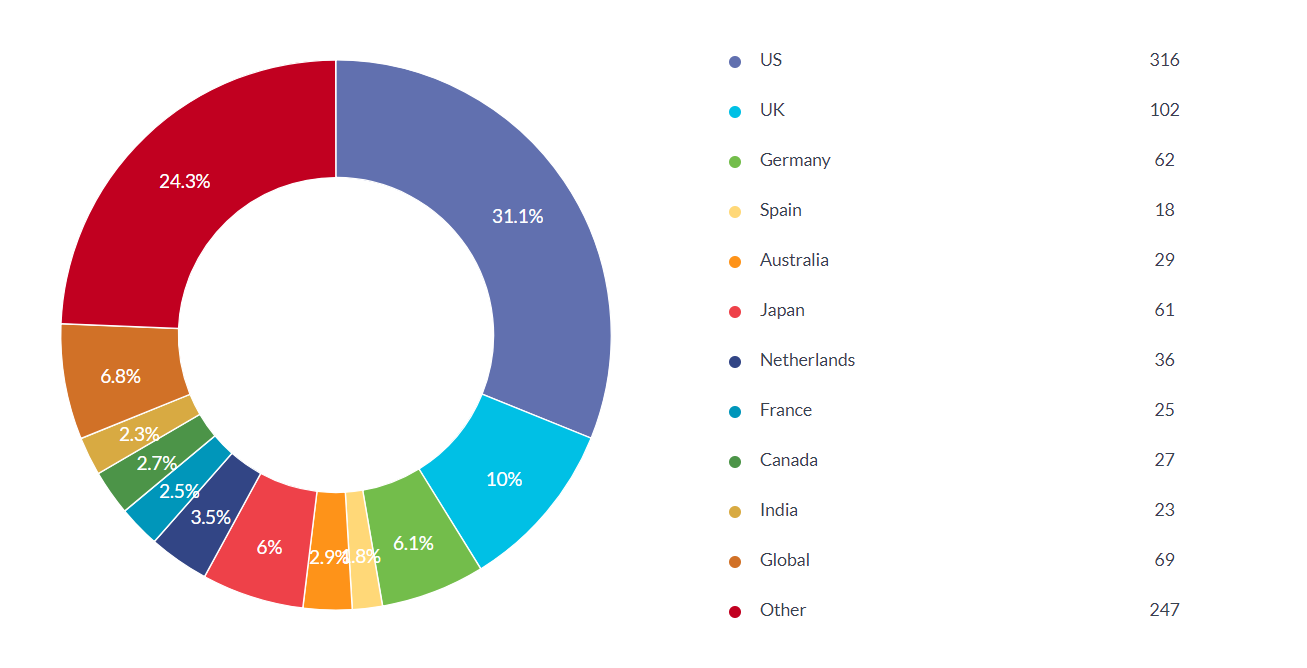 US 316
UK 102
Germany 62
Spain 18
Australia 29
Japan 61
Netherlands 36
France 25
Canada 27
India 23
Global 69
Other 247
31.1%
10%
6.1%
2.9%
6%
3.5%
2.5%
2.7%
2.3%
6.8%
24.3%